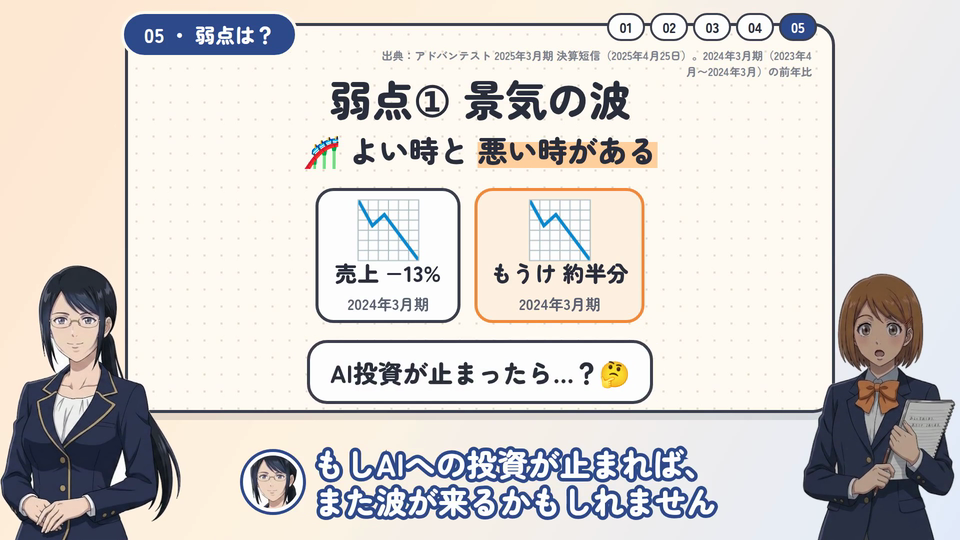 05 ・ 弱点は？
01 02 03 04 05
出典：アドバンテスト 2025年3月期 決算短信（2025年4月25日）。2024年3月期（2023年4
月〜2024年3月）の前年比
弱点① 景気の波
よい時と 悪い時がある
売上 −13%
2024年3月期
もうけ 約半分
2024年3月期
AI投資が止まったら…？
もしAIへの投資が止まれば、
また波が来るかもしれません